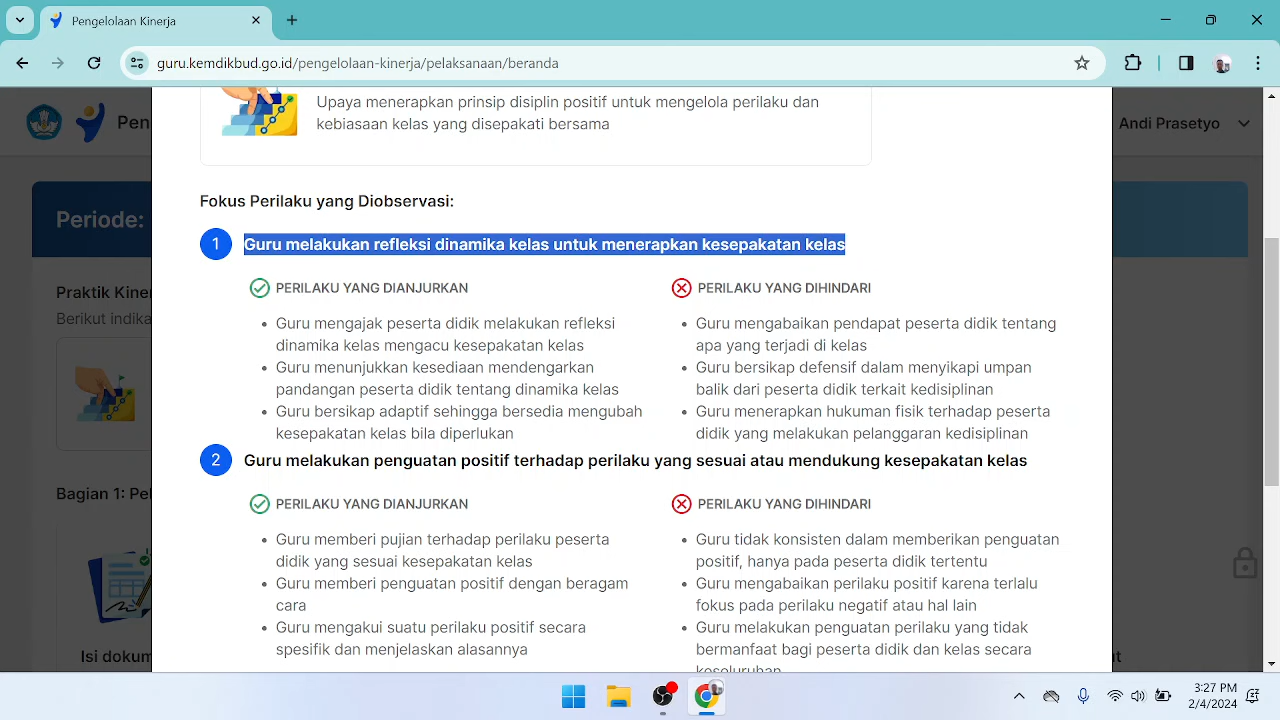 Pengelolaan Kinerja
guru.kemdikbud.go.id/pengelolaan-kinerja/pelaksanaan/beranda
Upaya menerapkan prinsip disiplin positif untuk mengelola perilaku dan
kebiasaan kelas yang disepakati bersama
Pen
Andi Prasetyo
Periode:
Fokus Perilaku yang Diobservasi:
1 Guru melakukan refleksi dinamika kelas untuk menerapkan kesepakatan kelas
PERILAKU YANG DIANJURKAN
• Guru mengajak peserta didik melakukan refleksi
dinamika kelas mengacu kesepakatan kelas
• Guru menunjukkan kesediaan mendengarkan
pandangan peserta didik tentang dinamika kelas
• Guru bersikap adaptif sehingga bersedia mengubah
kesepakatan kelas bila diperlukan
PERILAKU YANG DIHINDARI
• Guru mengabaikan pendapat peserta didik tentang
apa yang terjadi di kelas
• Guru bersikap defensif dalam menyikapi umpan
balik dari peserta didik terkait kedisiplinan
• Guru menerapkan hukuman fisik terhadap peserta
didik yang melakukan pelanggaran kedisiplinan
2 Guru melakukan penguatan positif terhadap perilaku yang sesuai atau mendukung kesepakatan kelas
PERILAKU YANG DIANJURKAN
• Guru memberi pujian terhadap perilaku peserta
didik yang sesuai kesepakatan kelas
• Guru memberi penguatan positif dengan beragam
cara
• Guru mengakui suatu perilaku positif secara
spesifik dan menjelaskan alasannya
PERILAKU YANG DIHINDARI
• Guru tidak konsisten dalam memberikan penguatan
positif, hanya pada peserta didik tertentu
• Guru mengabaikan perilaku positif karena terlalu
fokus pada perilaku negatif atau hal lain
• Guru melakukan penguatan perilaku yang tidak
bermanfaat bagi peserta didik dan kelas secara
keseluruhan
Praktik Kiner
Berikut indika
Bagian 1: Pel
Isi dokum
t
3:27 PM
2/4/2024